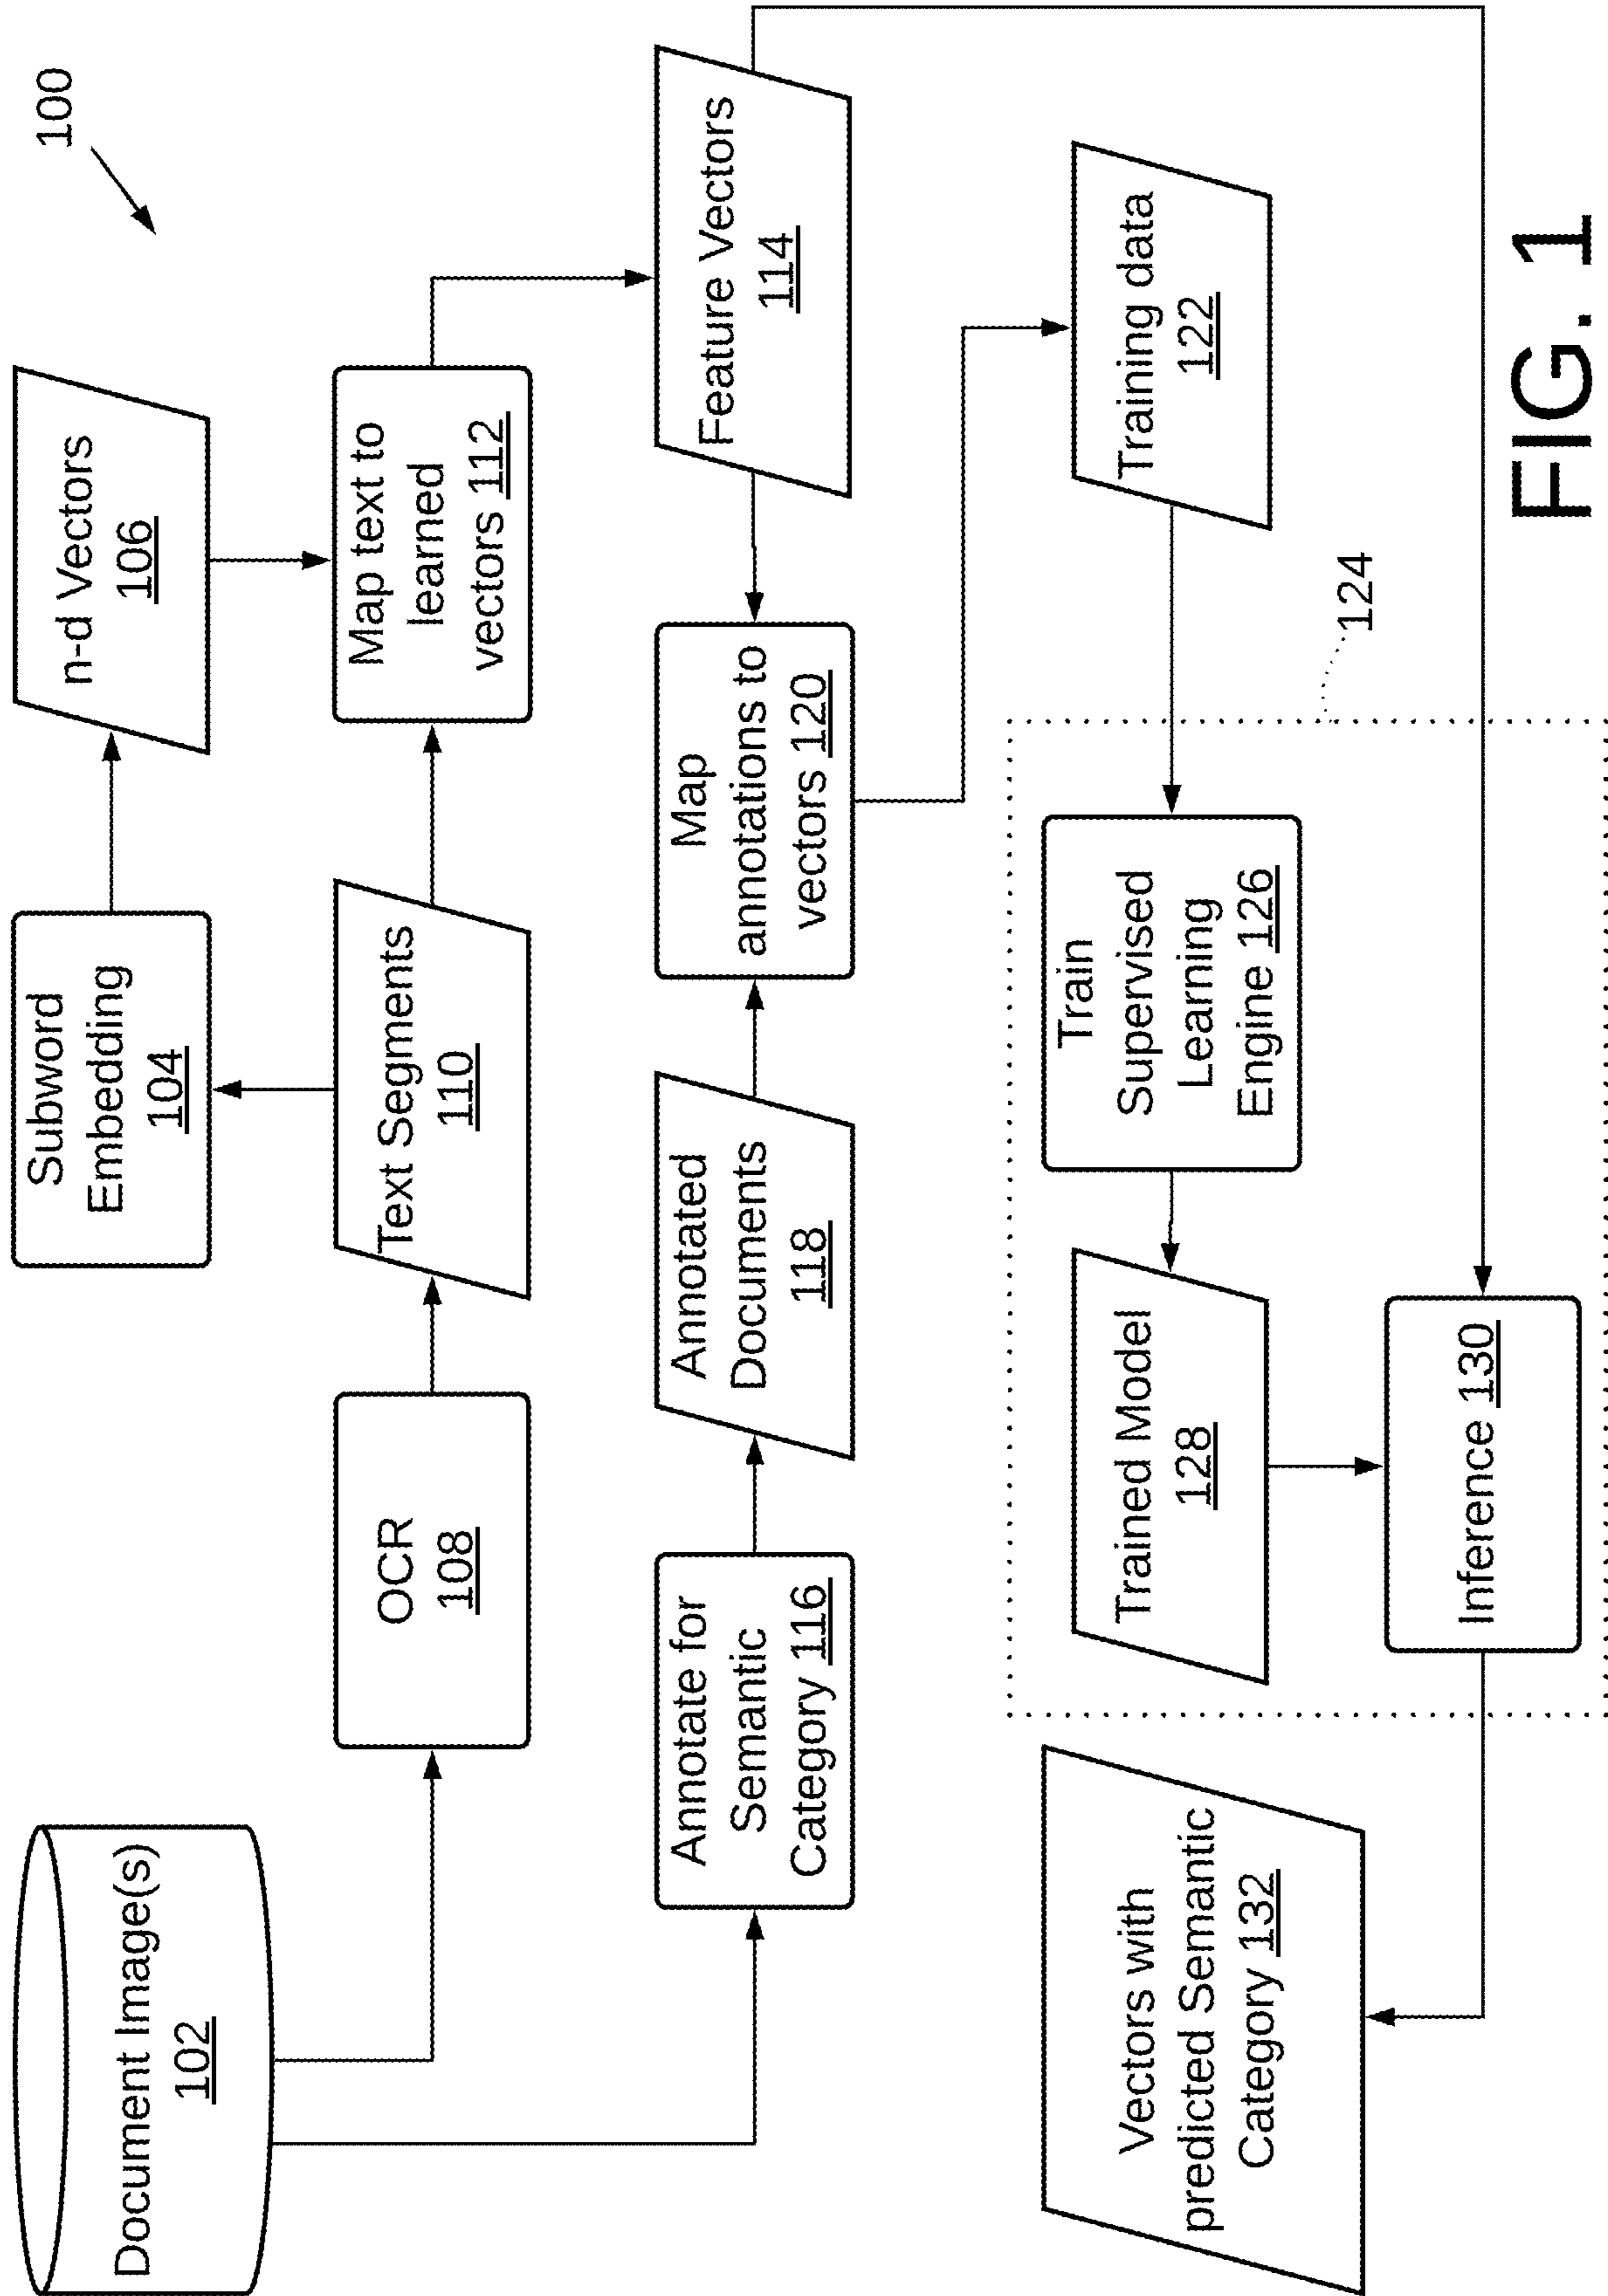 100
Document Image(s)
102
Subword
Embedding
104
n-d Vectors
106
OCR
108
Text Segments
110
Map text to
learned
vectors 112
Annotate for
Semantic
Category 116
Annotated
Documents
118
Map
annotations to
vectors 120
Feature Vectors
114
Vectors with
predicted Semantic
Category 132
Trained Model
128
Train
Supervised
Learning
Engine 126
Training data
122
124
Inference 130
FIG. 1